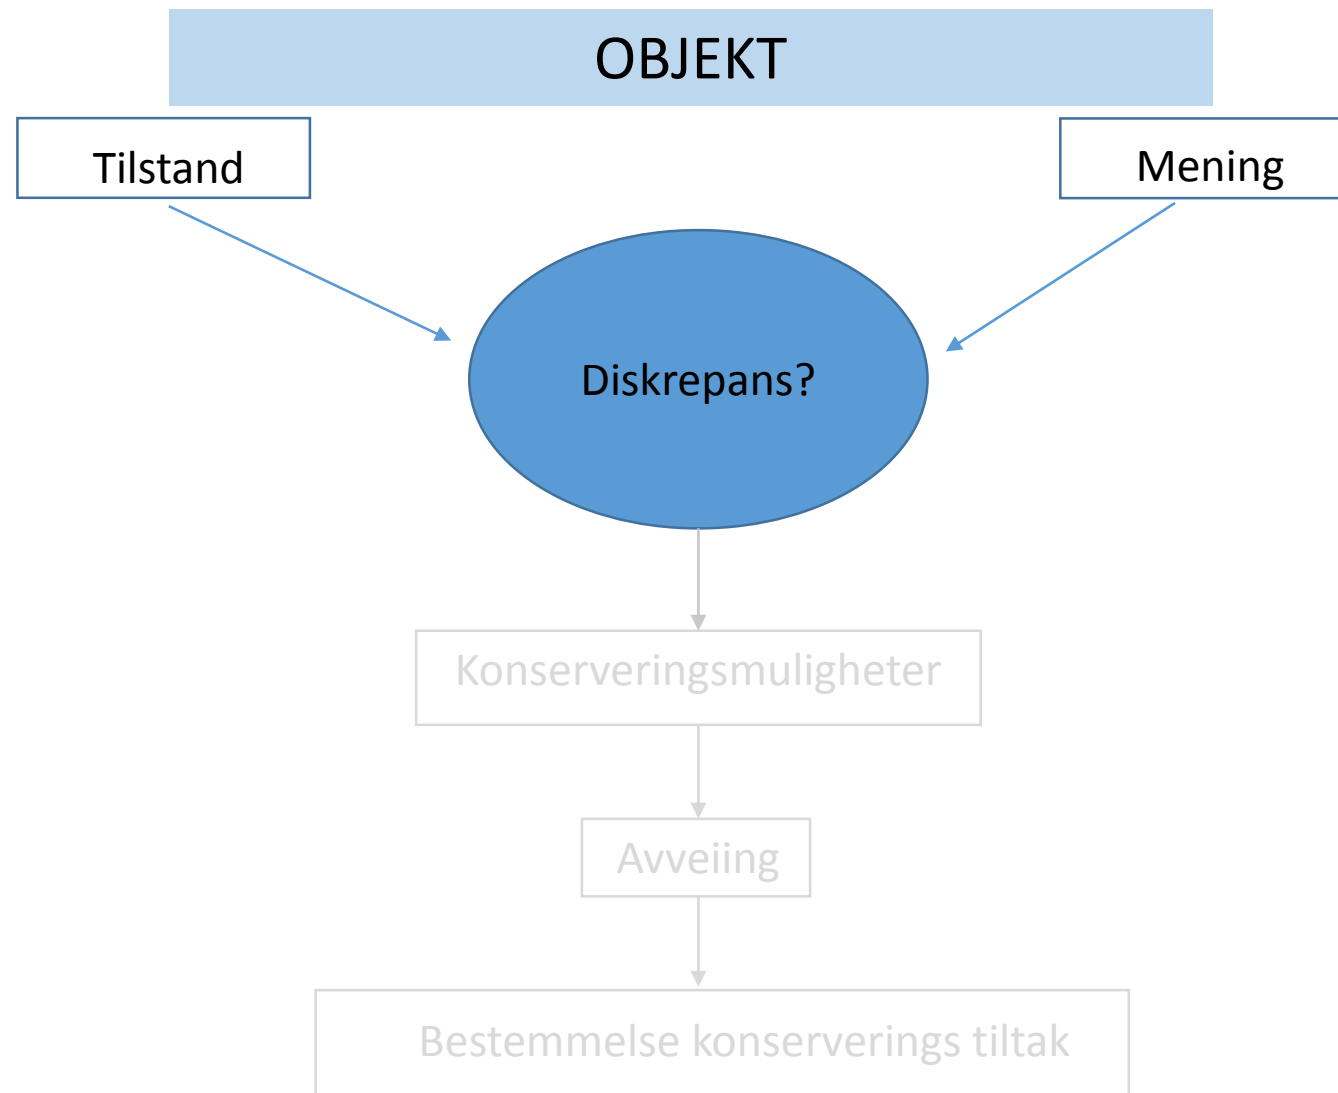 OBJEKT
Tilstand
Mening
Diskrepans?
Konserveringsmuligheter
Avveiing
Bestemmelse konserverings tiltak